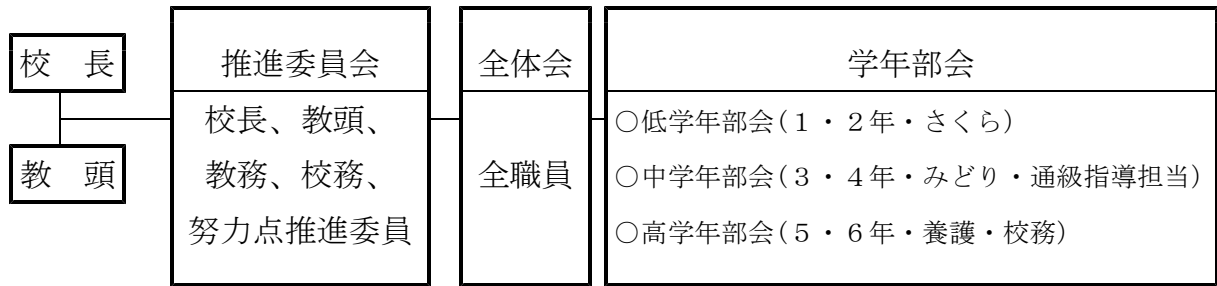 校　長
教　頭
推進委員会
校長、教頭、
教務、校務、
努力点推進委員
全体会
全職員
学年部会
○低学年部会(１・２年・さくら)
○中学年部会(３・４年・みどり・通級指導担当)
○高学年部会(５・６年・養護・校務)